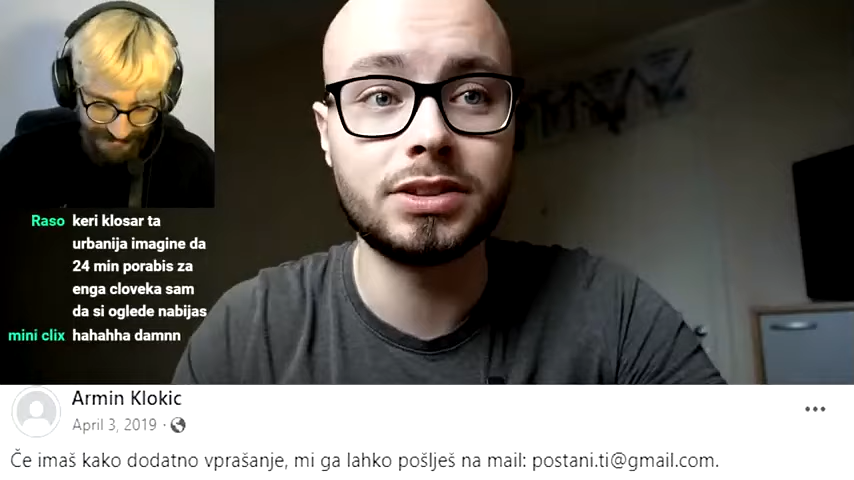 Raso keri klosar ta
urbanija imagine da
24 min porabis za
enga cloveka sam
da si oglede nabijas
mini clix hahahha damnn
Armin Klokic
April 3, 2019 ·
Če imaš kako dodatno vprašanje, mi ga lahko pošlješ na mail: postani.ti@gmail.com.